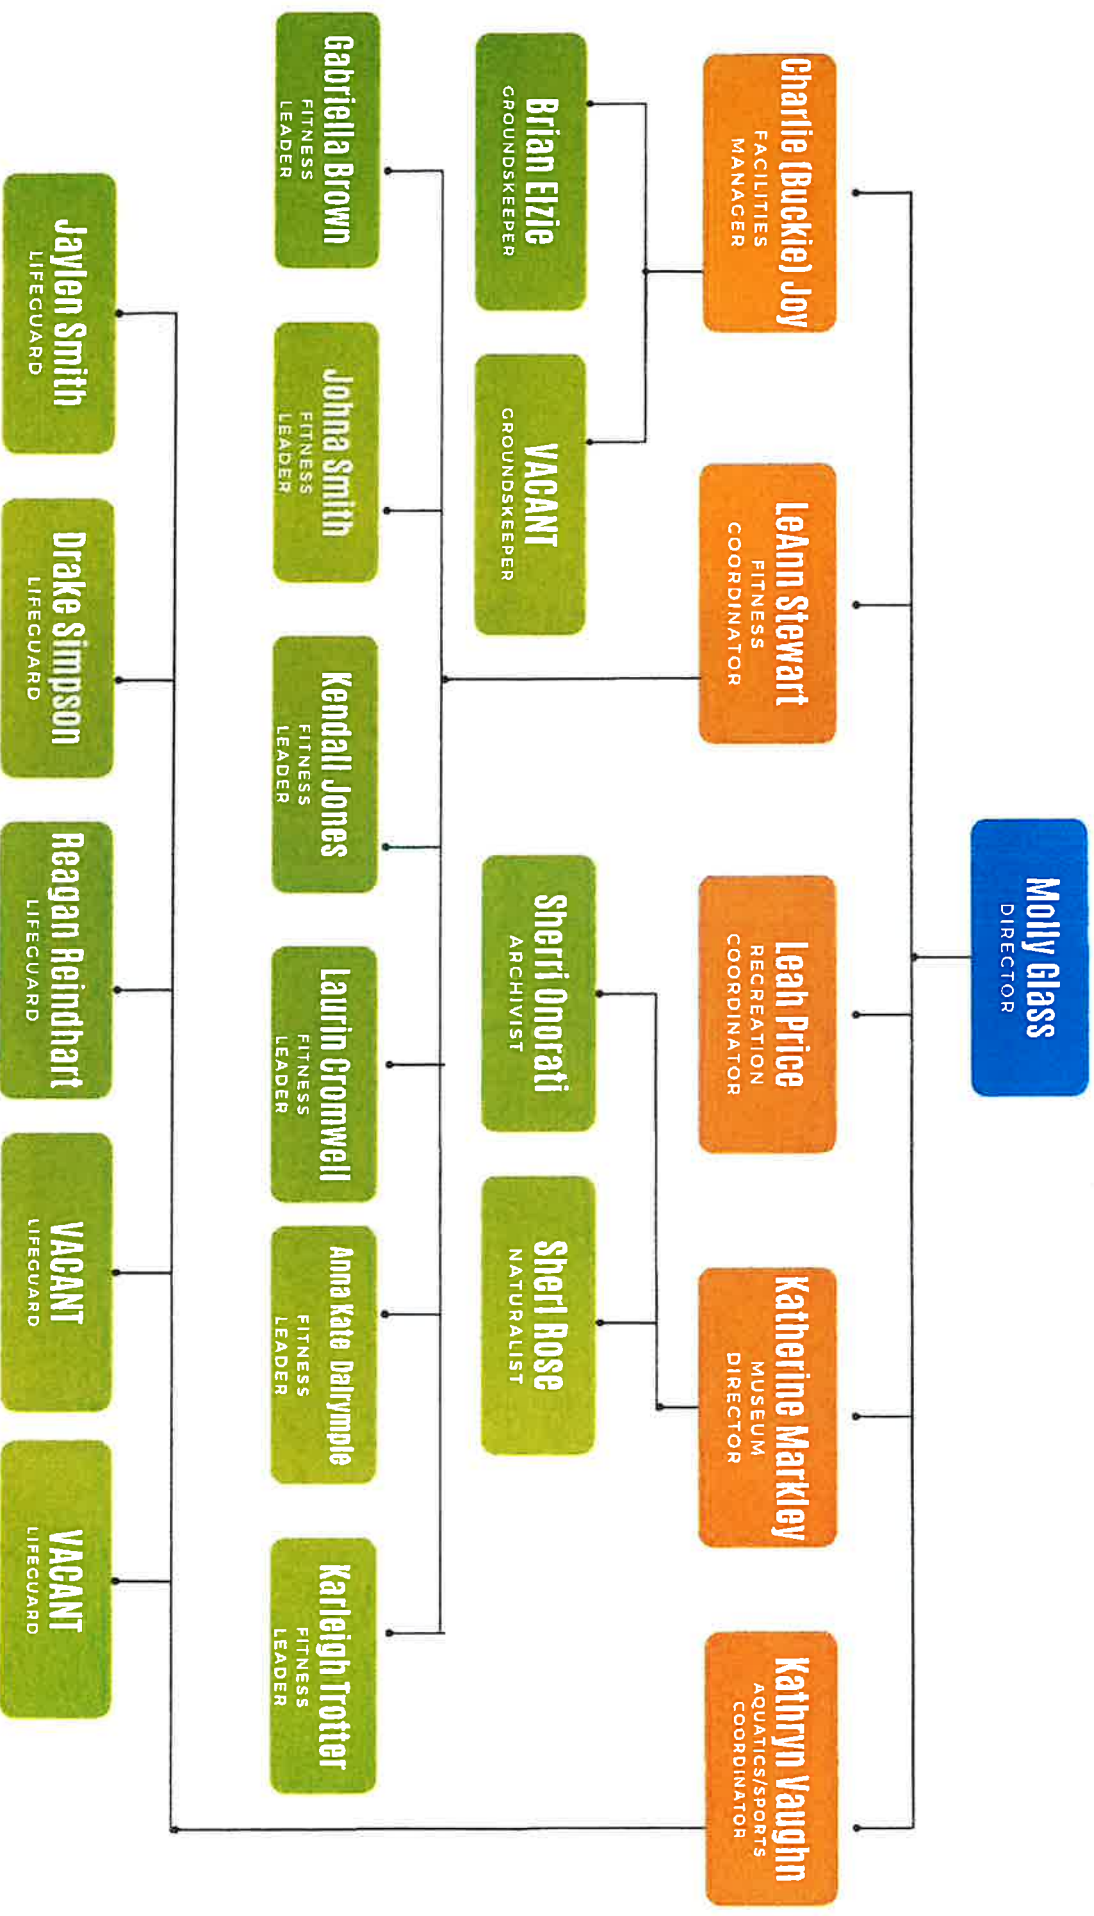 Molly Glass
DIRECTOR
Charlie (Buckie) Joy
FACILITIES
MANAGER
LeAnn Stewart
FITNESS
COORDINATOR
Leah Price
RECREATION
COORDINATOR
Katherine Markley
MUSEUM
DIRECTOR
Kathryn Vaughn
AQUATICS/SPORTS
COORDINATOR
Brian Elzie
GROUNDSKEEPER
VACANT
GROUNDSKEEPER
Sherri Onorati
ARCHIVIST
Sherl Rose
NATURALIST
Gabriella Brown
FITNESS
LEADER
Johna Smith
FITNESS
LEADER
Kendall Jones
FITNESS
LEADER
Laurin Cromwell
FITNESS
LEADER
Anna Kate Dalrymple
FITNESS
LEADER
Karleigh Trotter
FITNESS
LEADER
Jaylen Smith
LIFEGUARD
Drake Simpson
LIFEGUARD
Reagan Reindhart
LIFEGUARD
VACANT
LIFEGUARD
VACANT
LIFEGUARD